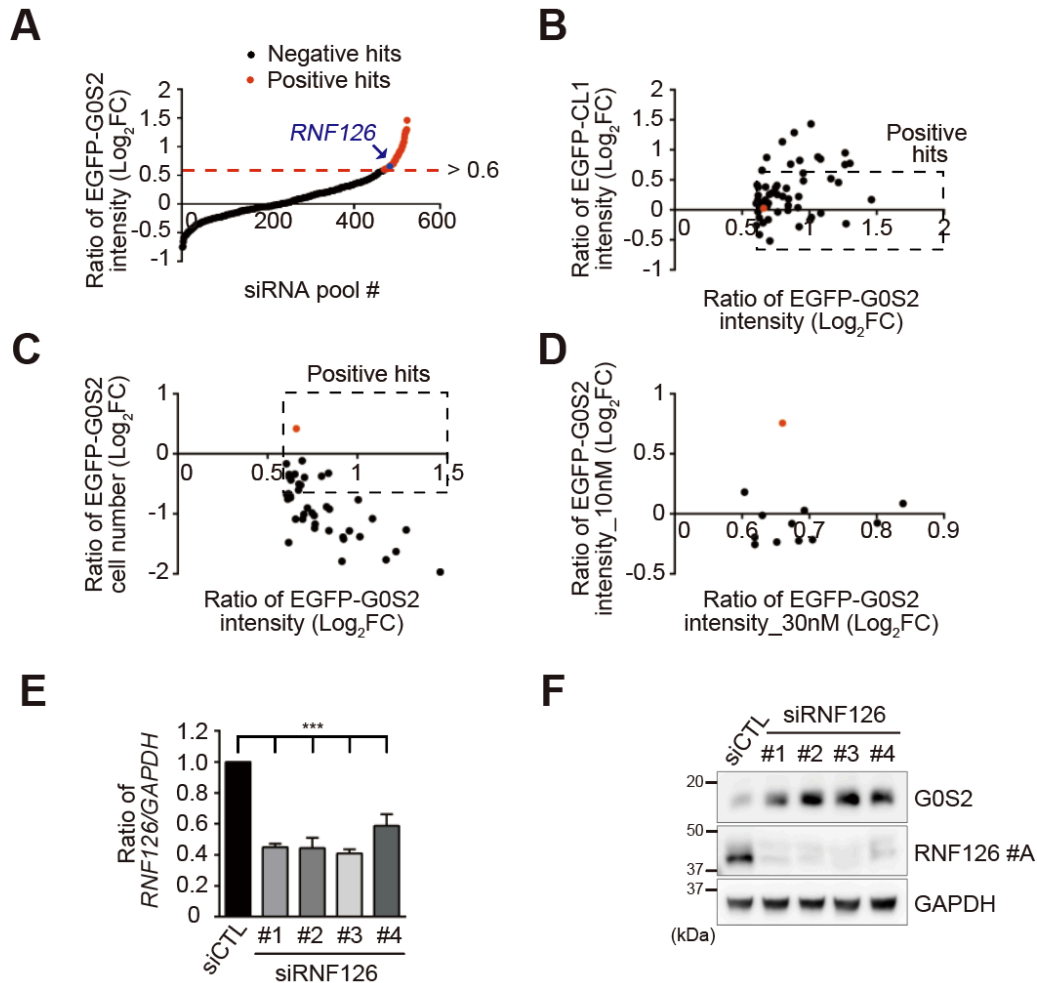 A
Negative hits
Positive hits
Ratio of EGFP-G0S2
intensity (Log2FC)
2
1.5
1
0.5
0
-0.5
-1
0
200
400
600
RNF126
> 0.6
siRNA pool #
B
Ratio of EGFP-CL1
intensity (Log2FC)
2
1.5
1
0.5
0
-0.5
-1
0
0.5
1
1.5
2
Positive
hits
Ratio of EGFP-G0S2
intensity (Log2FC)
C
Ratio of EGFP-G0S2
cell number (Log2FC)
1
0
-1
-2
0
0.5
1
1.5
Positive hits
Ratio of EGFP-G0S2
intensity (Log2FC)
D
Ratio of EGFP-G0S2
intensity_10nM (Log2FC)
1
0.5
0
-0.5
0
0.6
0.7
0.8
0.9
Ratio of EGFP-G0S2
intensity_30nM (Log2FC)
E
Ratio of
RNF126/GAPDH
1.2
1.0
0.8
0.6
0.4
0.2
0
***
siCTL
#1
#2
#3
#4
siRNF126
F
siCTL
siRNF126
#1
#2
#3
#4
20
G0S2
50
37
RNF126 #A
37
GAPDH
(kDa)